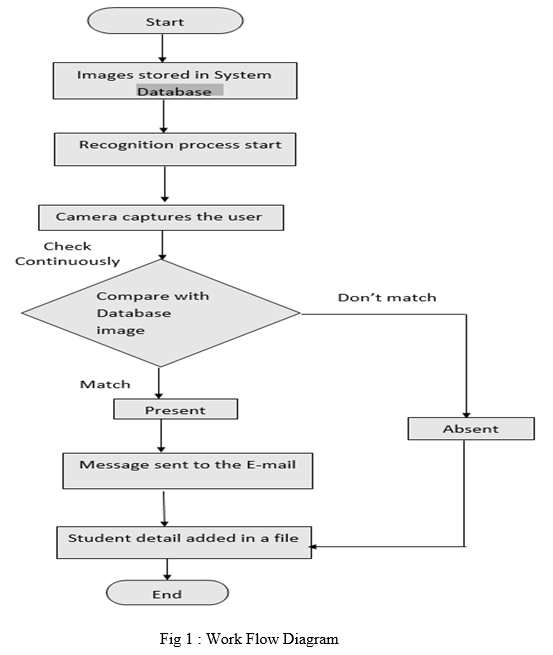 Start
Images stored in System
Database
Recognition process start
Camera captures the user
Check
Continuously
Compare with
Database
image
Don't match
Match
Present
Absent
Message sent to the E-mail
Student detail added in a file
End
Fig 1 : Work Flow Diagram